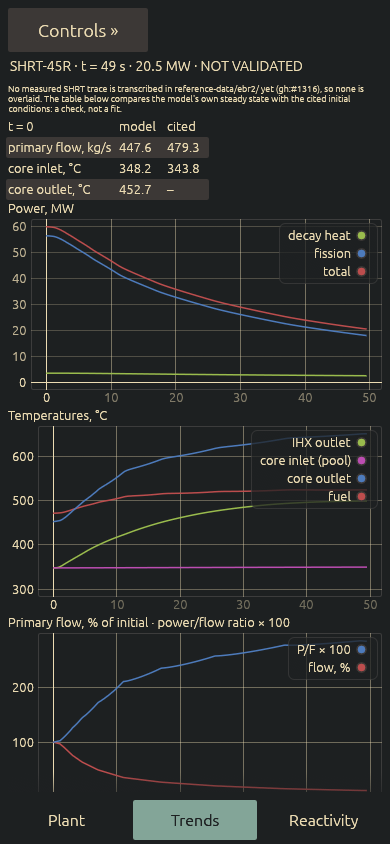 Controls »
SHRT-45R · t = 49 s · 20.5 MW · NOT VALIDATED
No measured SHRT trace is transcribed in reference-data/ebr2/ yet (gh:#1316), so none is
overlaid. The table below compares the model's own steady state with the cited initial
conditions: a check, not a fit.
t = 0 model cited
primary flow, kg/s 447.6 479.3
core inlet, °C 348.2 343.8
core outlet, °C 452.7 –
Power, MW
60
50
40
30
20
10
0
decay heat
fission
total
0 10 20 30 40 50
Temperatures, °C
600
500
400
300
IHX outlet
core inlet (pool)
core outlet
fuel
0 10 20 30 40 50
Primary flow, % of initial · power/flow ratio × 100
200
100
P/F × 100
flow, %
Plant Trends Reactivity